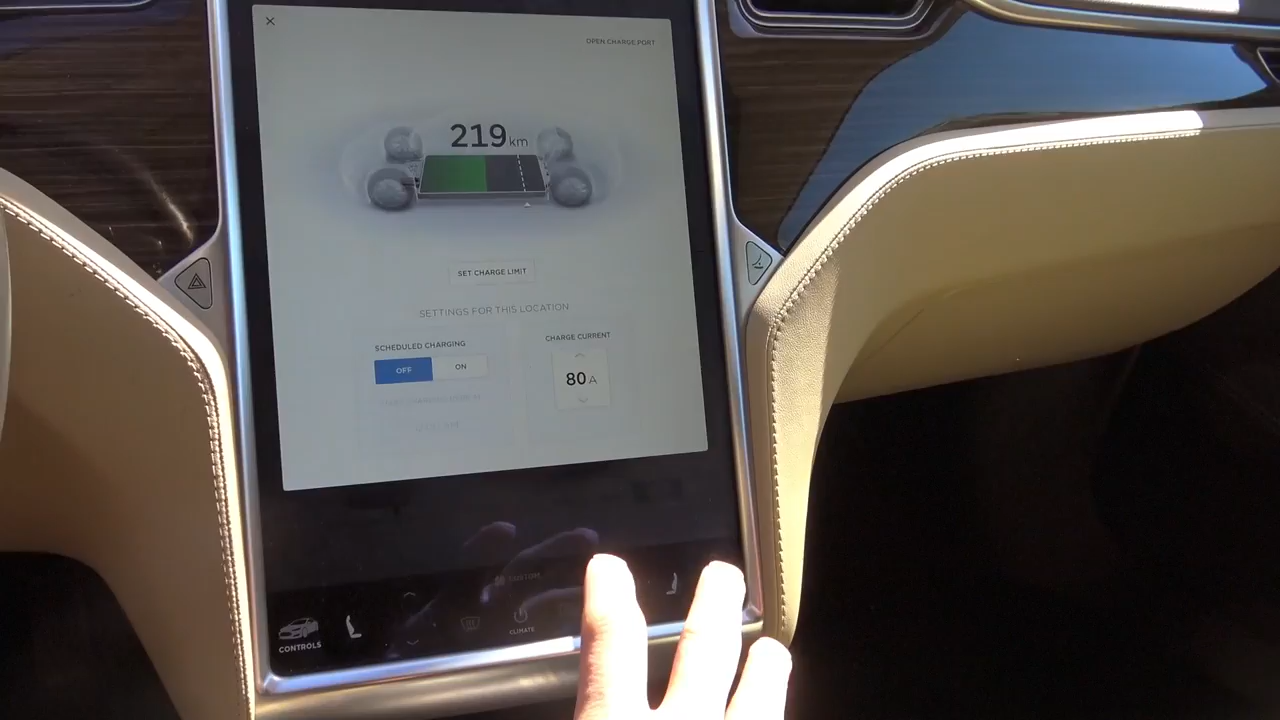 OPEN CHARGE PORT
219 km
SET CHARGE LIMIT
SETTINGS FOR THIS LOCATION
SCHEDULED CHARGING
OFF ON
CHARGE CURRENT
80 A
CLIMATE
CONTROLS